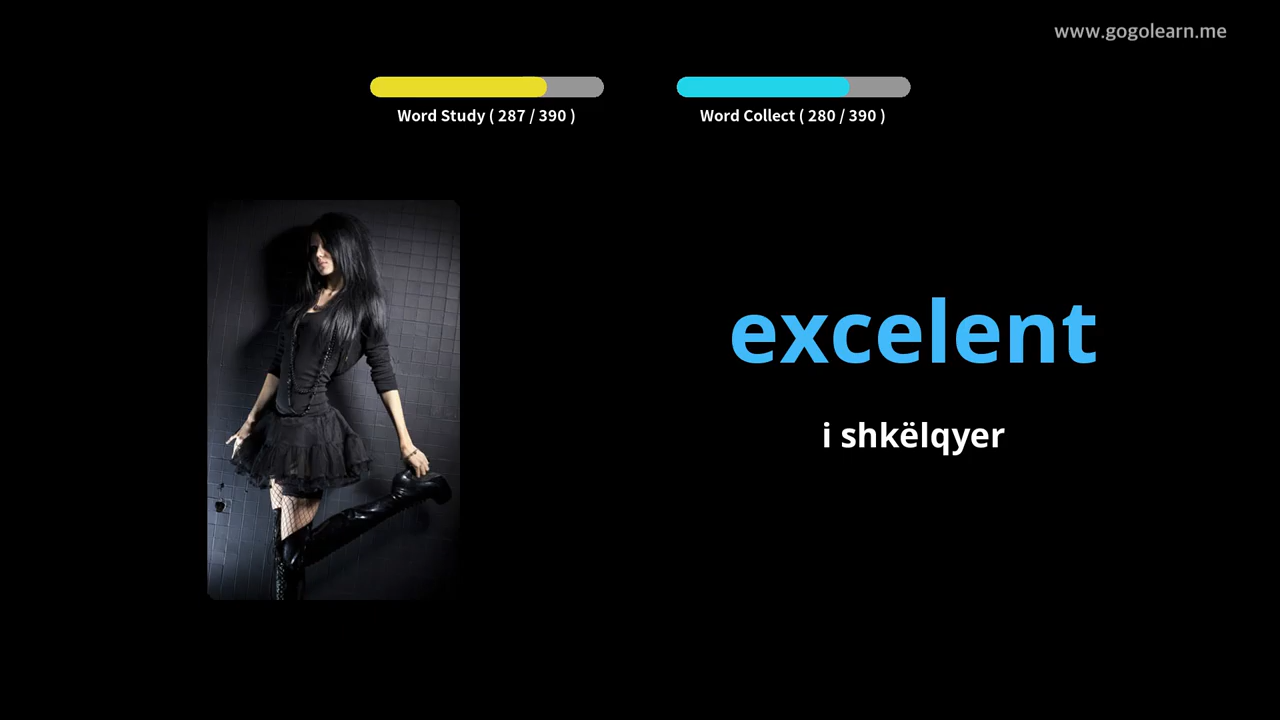 www.gogolearn.me
Word Study ( 287 / 390 )
Word Collect ( 280 / 390 )
excelent
i shkëlqyer